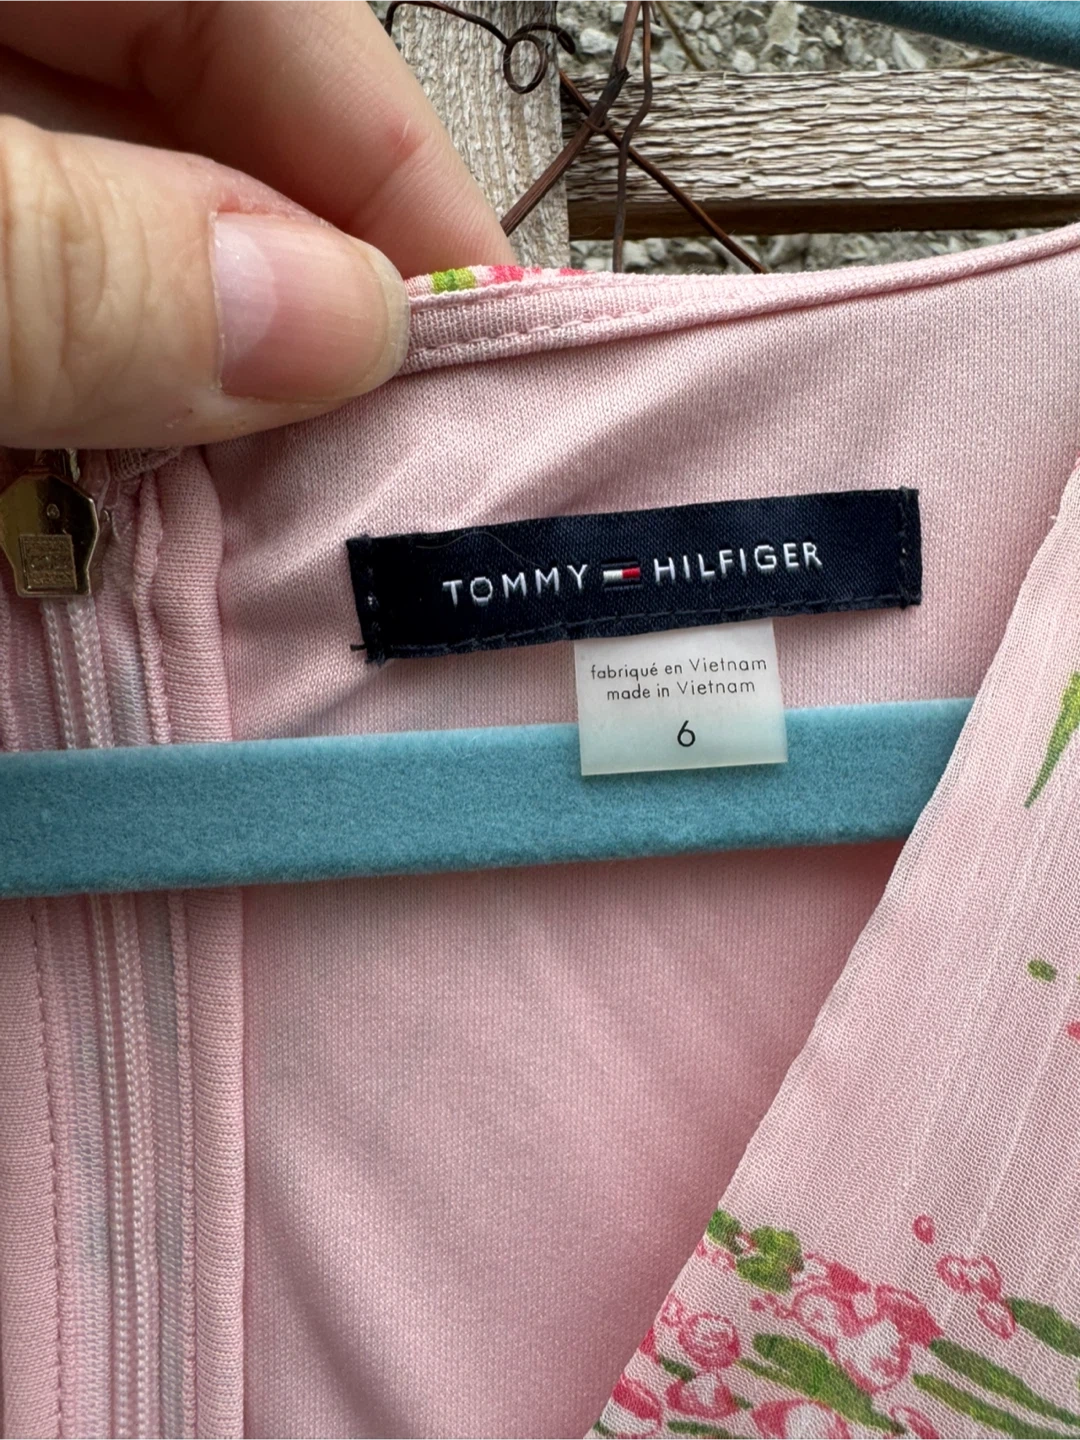 TOMMY HILFIGER
fabriqué en Vietnam
made in Vietnam
6